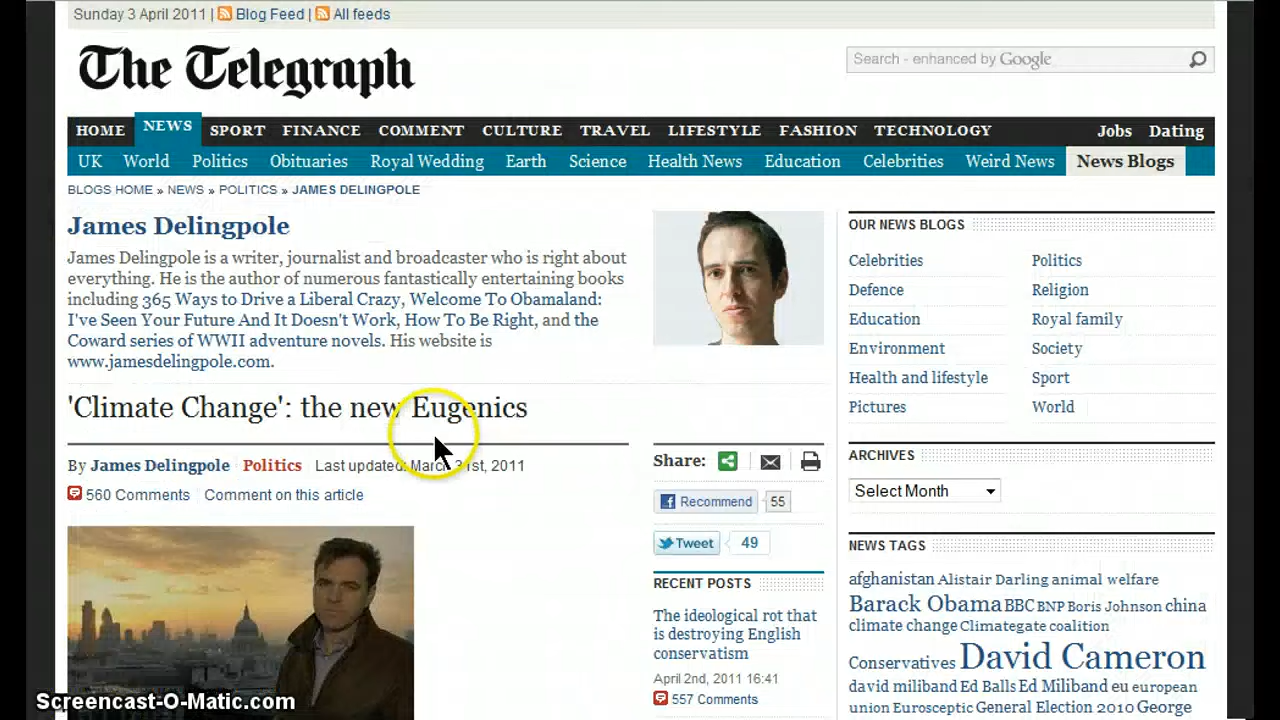 Sunday 3 April 2011 | Blog Feed | All feeds
The Telegraph
Search - enhanced by Google
HOME NEWS SPORT FINANCE COMMENT CULTURE TRAVEL LIFESTYLE FASHION TECHNOLOGY Jobs Dating
UK World Politics Obituaries Royal Wedding Earth Science Health News Education Celebrities Weird News News Blogs
BLOGS HOME » NEWS » POLITICS » JAMES DELINGPOLE
James Delingpole
James Delingpole is a writer, journalist and broadcaster who is right about
everything. He is the author of numerous fantastically entertaining books
including 365 Ways to Drive a Liberal Crazy, Welcome To Obamaland:
I've Seen Your Future And It Doesn't Work, How To Be Right, and the
Coward series of WWII adventure novels. His website is
www.jamesdelingpole.com.
'Climate Change': the new Eugenics
By James Delingpole Politics Last updated: March 31st, 2011
560 Comments Comment on this article
Share:
Recommend 55
Tweet 49
RECENT POSTS
The ideological rot that
is destroying English
conservatism
April 2nd, 2011 16:41
557 Comments
OUR NEWS BLOGS
Celebrities Politics
Defence Religion
Education Royal family
Environment Society
Health and lifestyle Sport
Pictures World
ARCHIVES
Select Month
NEWS TAGS
afghanistan Alistair Darling animal welfare
Barack Obama BBC BNP Boris Johnson china
climate change Climategate coalition
Conservatives David Cameron
david miliband Ed Balls Ed Miliband eu european
union Eurosceptic General Election 2010 George
Screencast-O-Matic.com